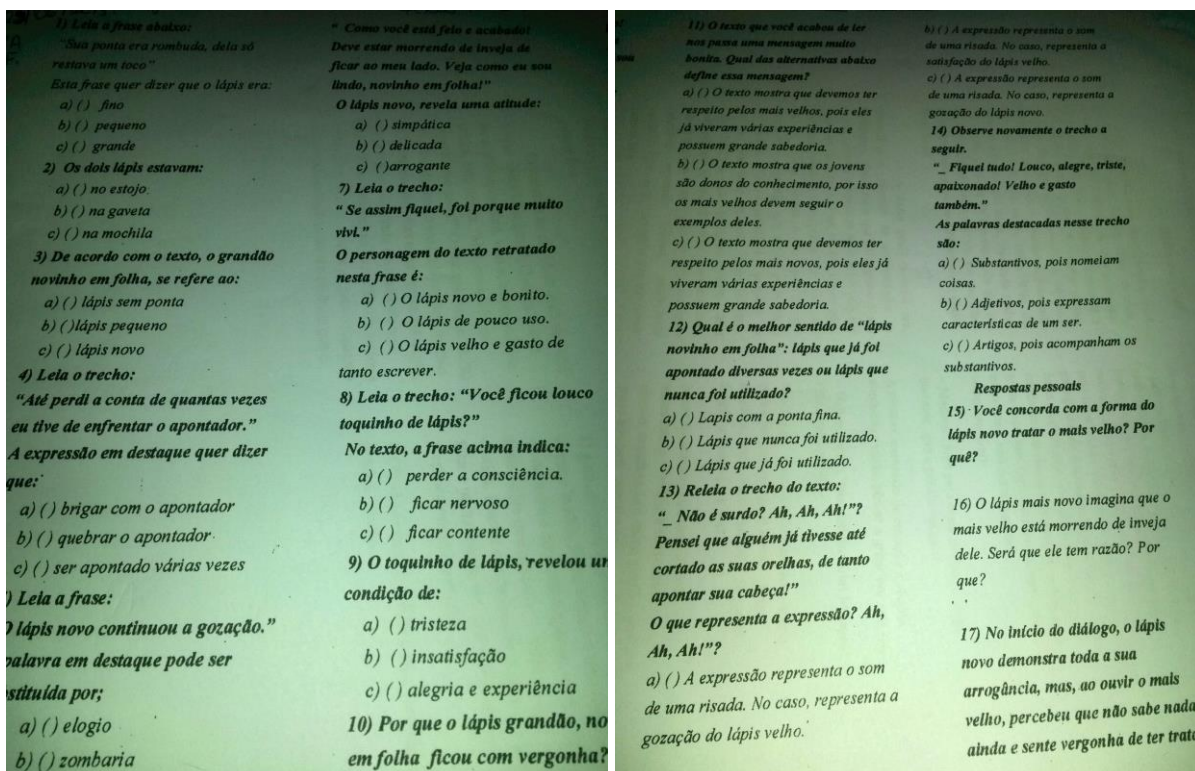 1) Leia a frase abaixo:
"Sua ponta era rombuda, dela só
restava um toco"
Esta frase quer dizer que o lápis era:
a) ( ) fino
b) ( ) pequeno
c) ( ) grande
2) Os dois lápis estavam:
a) ( ) no estojo
b) ( ) na gaveta
c) ( ) na mochila
3) De acordo com o texto, o grandão
novinho em folha, se refere ao:
a) ( ) lápis sem ponta
b) ( )lápis pequeno
c) ( ) lápis novo
4) Leia o trecho:
"Até perdi a conta de quantas vezes
eu tive de enfrentar o apontador."
A expressão em destaque quer dizer
que:
a) ( ) brigar com o apontador
b) ( ) quebrar o apontador
c) ( ) ser apontado várias vezes
) Leia a frase:
O lápis novo continuou a gozação."
palavra em destaque pode ser
stituída por;
a) ( ) elogio
b) ( ) zombaria
" Como você está feio e acabado!
Deve estar morrendo de inveja de
ficar ao meu lado. Veja como eu sou
lindo, novinho em folha!"
O lápis novo, revela uma atitude:
a) ( ) simpática
b) ( ) delicada
c) ( )arrogante
7) Leia o trecho:
" Se assim fiquei, foi porque muito
vivi."
O personagem do texto retratado
nesta frase é:
a) ( ) O lápis novo e bonito.
b) ( ) O lápis de pouco uso.
c) ( ) O lápis velho e gasto de
tanto escrever.
8) Leia o trecho: "Você ficou louco
toquinho de lápis?"
No texto, a frase acima indica:
a) ( ) perder a consciência.
b) ( ) ficar nervoso
c) ( ) ficar contente
9) O toquinho de lápis, revelou um
condição de:
a) ( ) tristeza
b) ( ) insatisfação
c) ( ) alegria e experiência
10) Por que o lápis grandão, no
em folha ficou com vergonha?
11) O texto que você acabou de ler
nos passa uma mensagem muito
bonita. Qual das alternativas abaixo
define essa mensagem?
a) ( ) O texto mostra que devemos ter
respeito pelos mais velhos, pois eles
já viveram várias experiências e
possuem grande sabedoria.
b) ( ) O texto mostra que os jovens
são donos do conhecimento, por isso
os mais velhos devem seguir o
exemplos deles.
c) ( ) O texto mostra que devemos ter
respeito pelos mais novos, pois eles já
viveram várias experiências e
possuem grande sabedoria.
12) Qual é o melhor sentido de "lápis
novinho em folha": lápis que já foi
apontado diversas vezes ou lápis que
nunca foi utilizado?
a) ( ) Lapis com a ponta fina.
b) ( ) Lápis que nunca foi utilizado.
c) ( ) Lápis que já foi utilizado.
13) Releia o trecho do texto:
"_ Não é surdo? Ah, Ah, Ah!"?
Pensei que alguém já tivesse até
cortado as suas orelhas, de tanto
apontar sua cabeça!"
O que representa a expressão? Ah,
Ah, Ah!"?
a) ( ) A expressão representa o som
de uma risada. No caso, representa a
gozação do lápis velho.
b) ( ) A expressão representa o som
de uma risada. No caso, representa a
satisfação do lápis velho.
c) ( ) A expressão representa o som
de uma risada. No caso, representa a
gozação do lápis novo.
14) Observe novamente o trecho a
seguir.
"_ Fiquei tudo! Louco, alegre, triste,
apaixonado! Velho e gasto
também."
As palavras destacadas nesse trecho
são:
a) ( ) Substantivos, pois nomeiam
coisas.
b) ( ) Adjetivos, pois expressam
características de um ser.
c) ( ) Artigos, pois acompanham os
substantivos.
Respostas pessoais
15) Você concorda com a forma do
lápis novo tratar o mais velho? Por
quê?
16) O lápis mais novo imagina que o
mais velho está morrendo de inveja
dele. Será que ele tem razão? Por
que?
17) No início do diálogo, o lápis
novo demonstra toda a sua
arrogância, mas, ao ouvir o mais
velho, percebeu que não sabe nada
ainda e sente vergonha de ter trata